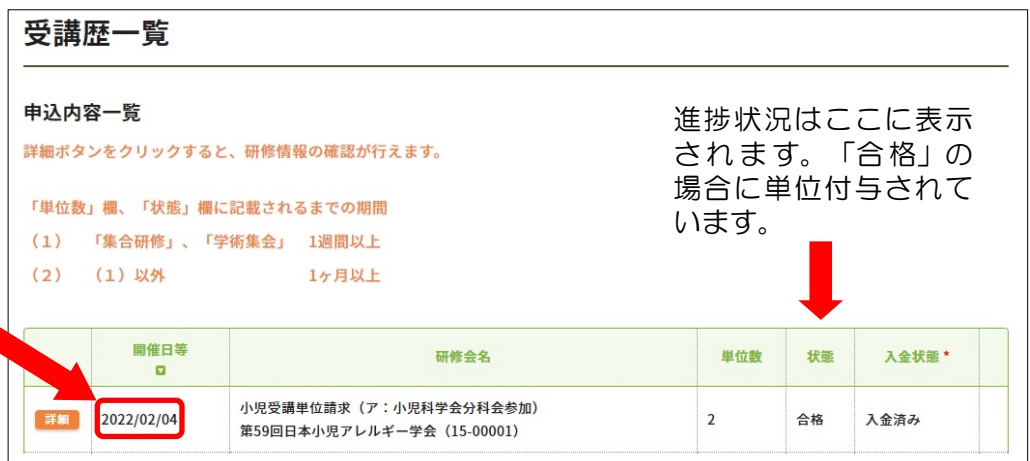 受講歴一覧
申込内容一覧
詳細ボタンをクリックすると、研修情報の確認が行えます。
「単位数」欄、「状態」欄に記載されるまでの期間
（１） 「集合研修」、「学術集会」 1週間以上
（２） （１）以外 1ヶ月以上
進捗状況はここに表示
されます。「合格」の
場合に単位付与されて
います。
開催日等 研修会名 単位数 状態 入金状態 *
詳細 2022/02/04 小児受講単位請求（ア：小児科学会分科会参加） 2 合格 入金済み
第59回日本小児アレルギー学会（15-00001）